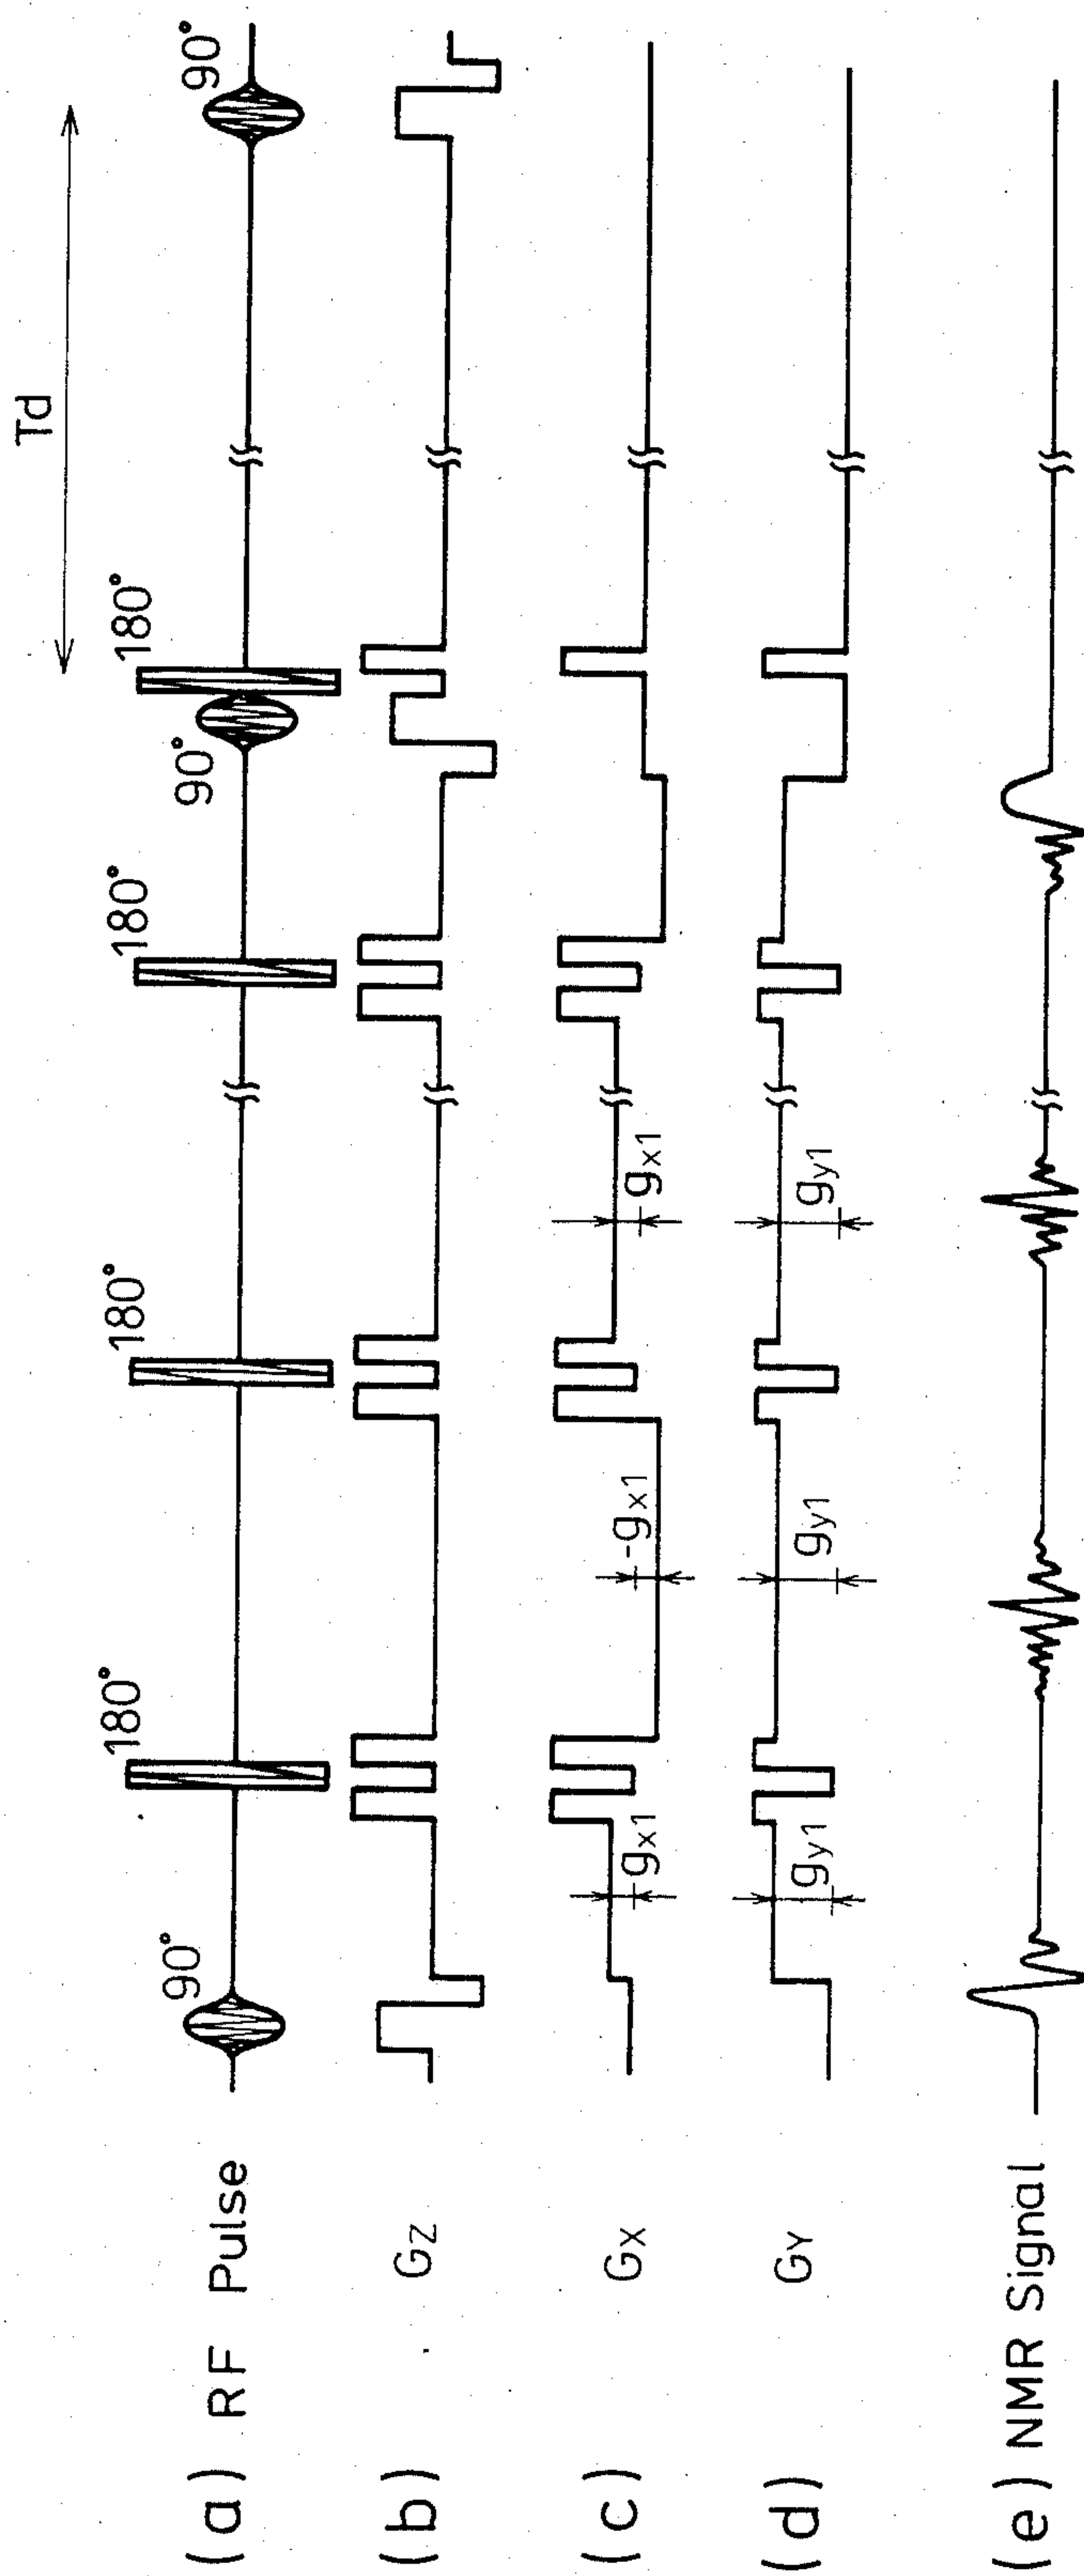 Td
90° 180° 180° 180° 90° 180° 90°
(a) RF Pulse
(b) GZ
(c) GX
gx1 -gx1 gx1
(d) GY
gy1 gy1 gy1
(e) NMR Signal